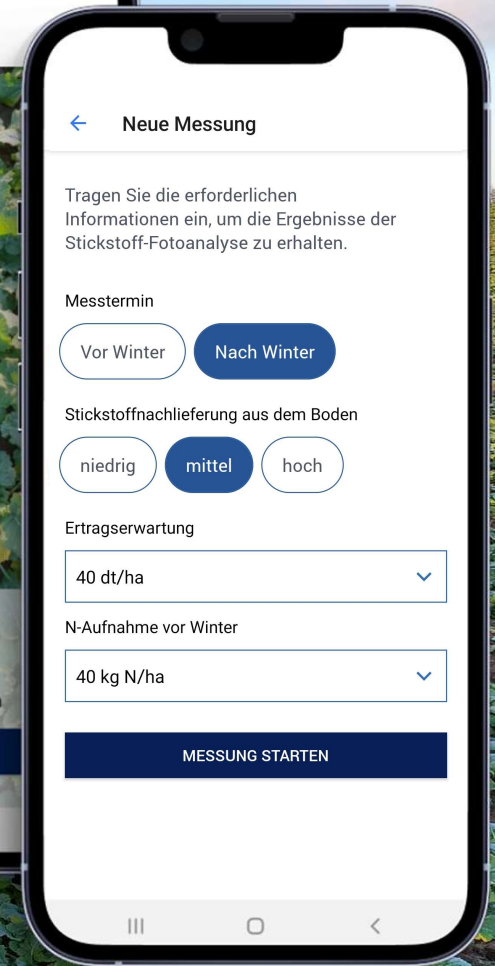 Neue Messung
Tragen Sie die erforderlichen
Informationen ein, um die Ergebnisse der
Stickstoff-Fotoanalyse zu erhalten.
Messtermin
Vor Winter Nach Winter
Stickstoffnachlieferung aus dem Boden
niedrig mittel hoch
Ertragserwartung
40 dt/ha
N-Aufnahme vor Winter
40 kg N/ha
MESSUNG STARTEN